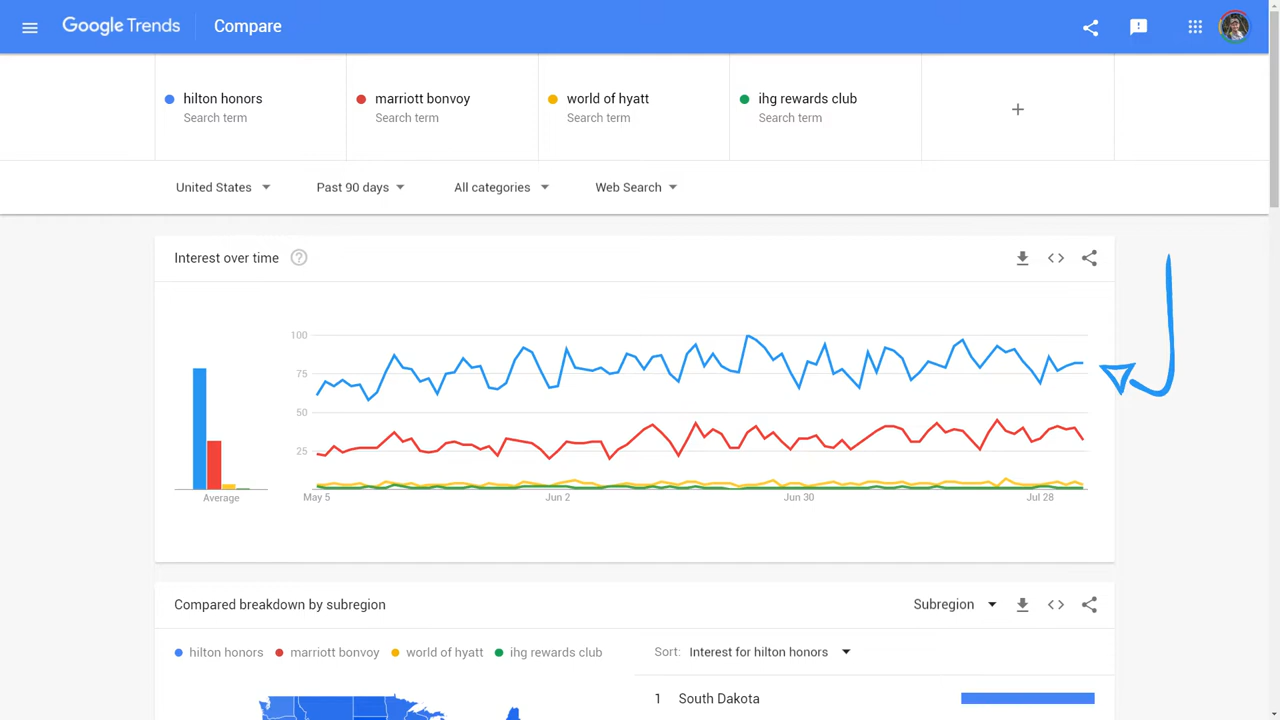 Google Trends Compare
hilton honors
Search term
marriott bonvoy
Search term
world of hyatt
Search term
ihg rewards club
Search term
+
United States Past 90 days All categories Web Search
Interest over time ?
100
75
50
25
Average
May 5 Jun 2 Jun 30 Jul 28
Compared breakdown by subregion Subregion
hilton honors marriott bonvoy world of hyatt ihg rewards club
Sort: Interest for hilton honors
1 South Dakota